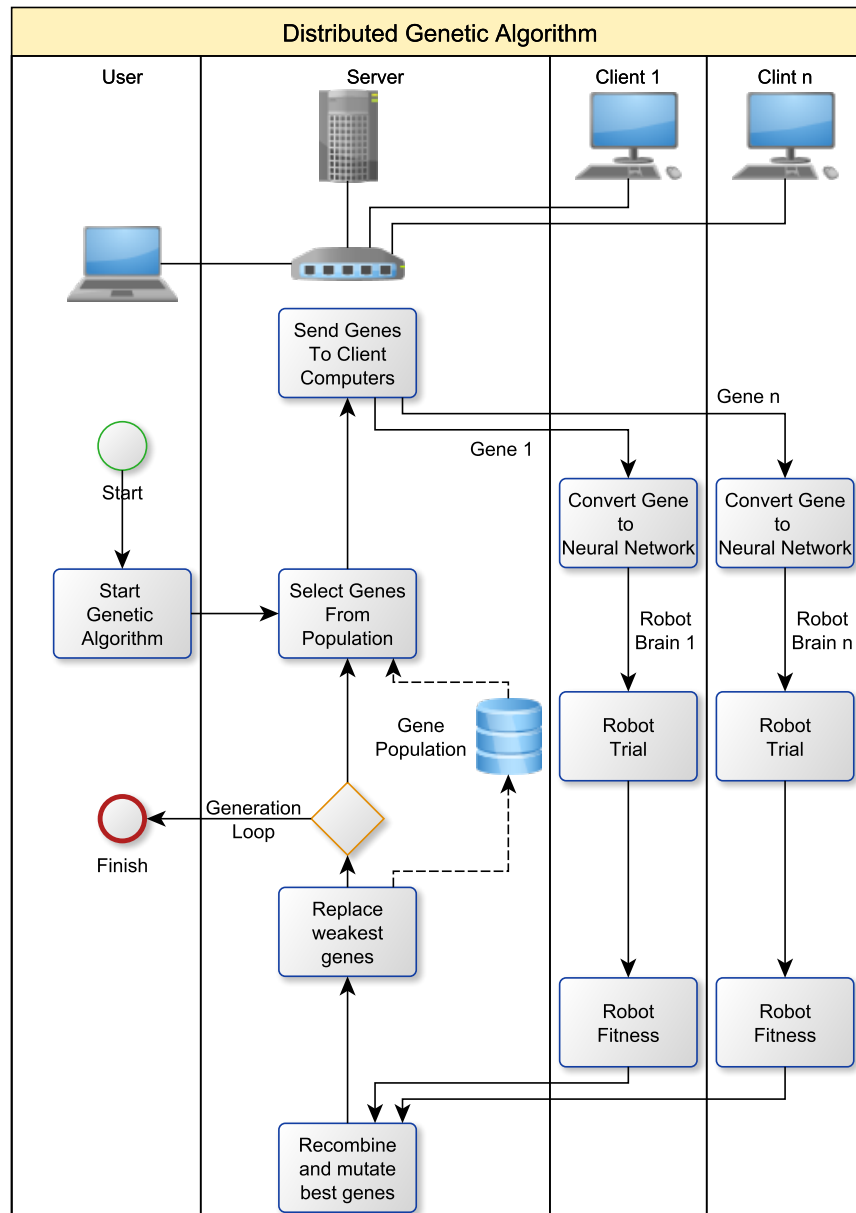 Distributed Genetic Algorithm
User
Server
Client 1
Clint n
Send Genes
To Client
Computers
Gene n
Gene 1
Start
Convert Gene
to
Neural Network
Convert Gene
to
Neural Network
Start
Genetic
Algorithm
Select Genes
From
Population
Robot
Brain 1
Robot
Brain n
Gene
Population
Robot
Trial
Robot
Trial
Generation
Loop
Finish
Replace
weakest
genes
Robot
Fitness
Robot
Fitness
Recombine
and mutate
best genes